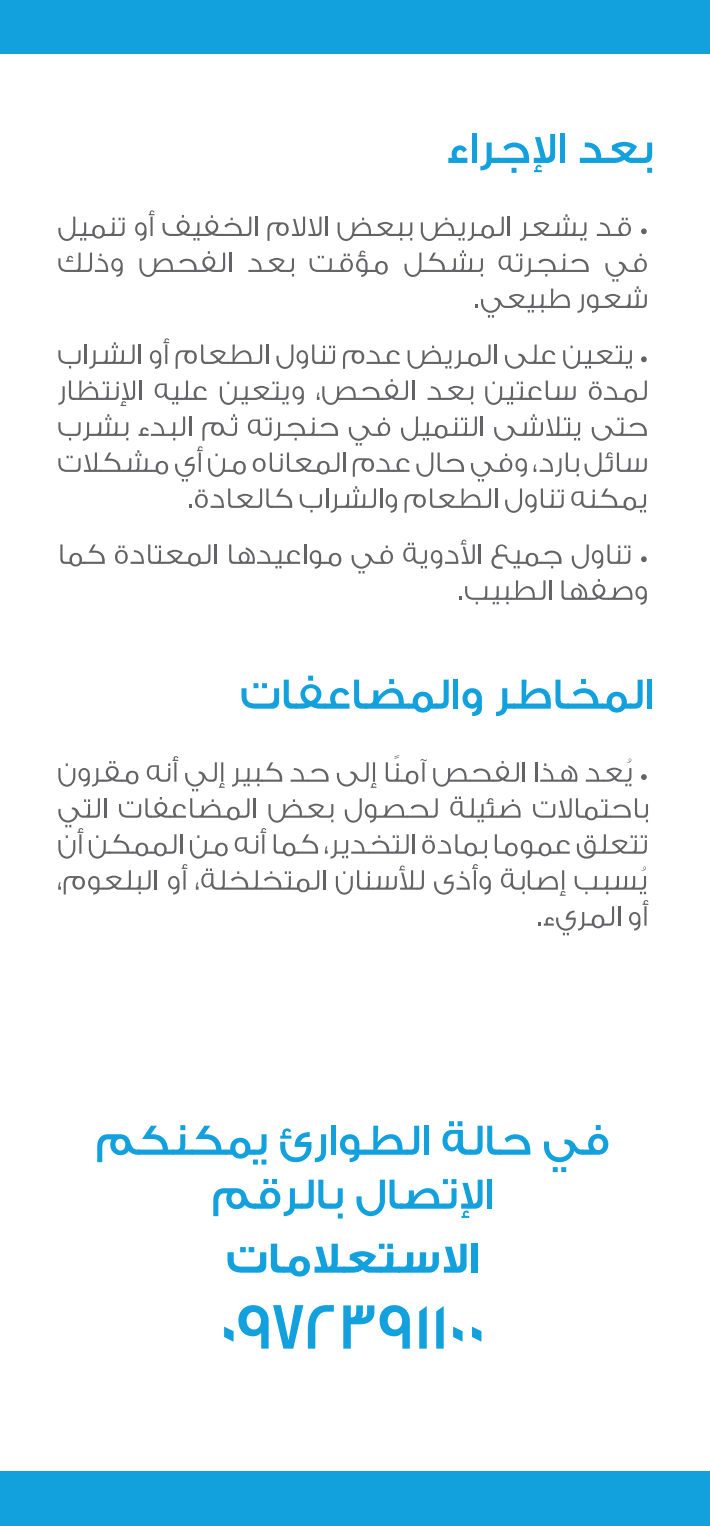 بعد الإجراء
• قد يشعر المريض ببعض الالام الخفيف أو تنميل
في حنجرته بشكل مؤقت بعد الفحص وذلك
شعور طبيعي.
• يتعين على المريض عدم تناول الطعام أو الشراب
لمدة ساعتين بعد الفحص، ويتعين عليه الإنتظار
حتى يتلاشى التنميل في حنجرته ثم البدء بشرب
سائل بارد، وفي حال عدم المعاناه من أي مشكلات
يمكنه تناول الطعام والشراب كالعادة.
• تناول جميع الأدوية في مواعيدها المعتادة كما
وصفها الطبيب.
المخاطر والمضاعفات
• يُعد هذا الفحص آمنًا إلى حد كبير إلي أنه مقرون
باحتمالات ضئيلة لحصول بعض المضاعفات التي
تتعلق عموما بمادة التخدير، كما أنه من الممكن أن
يُسبب إصابة وأذى للأسنان المتخلخلة، أو البلعوم،
أو المريء.
في حالة الطوارئ يمكنكم
الإتصال بالرقم
الاستعلامات
٠٩٧٢٣٩١١٠٠